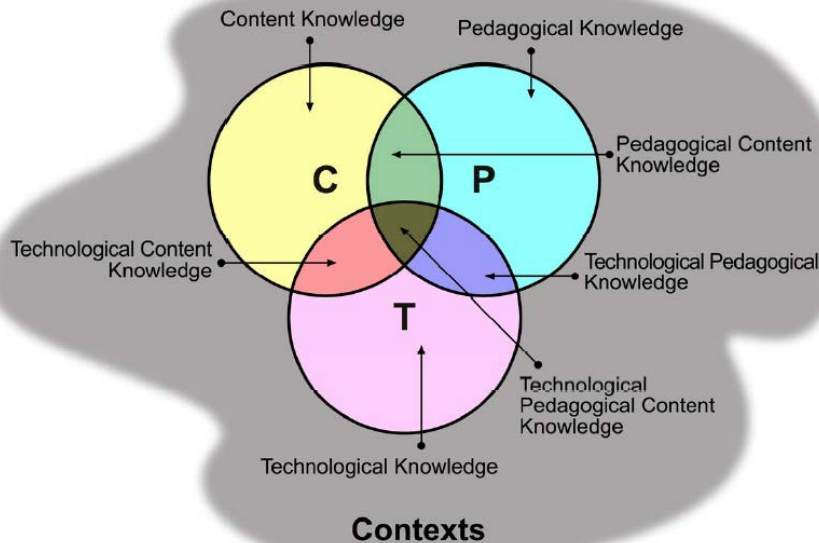 Content Knowledge
Pedagogical Knowledge
Pedagogical Content
Knowledge
C
P
Technological Content
Knowledge
Technological Pedagogical
Knowledge
T
Technological
Pedagogical Content
Knowledge
Technological Knowledge
Contexts